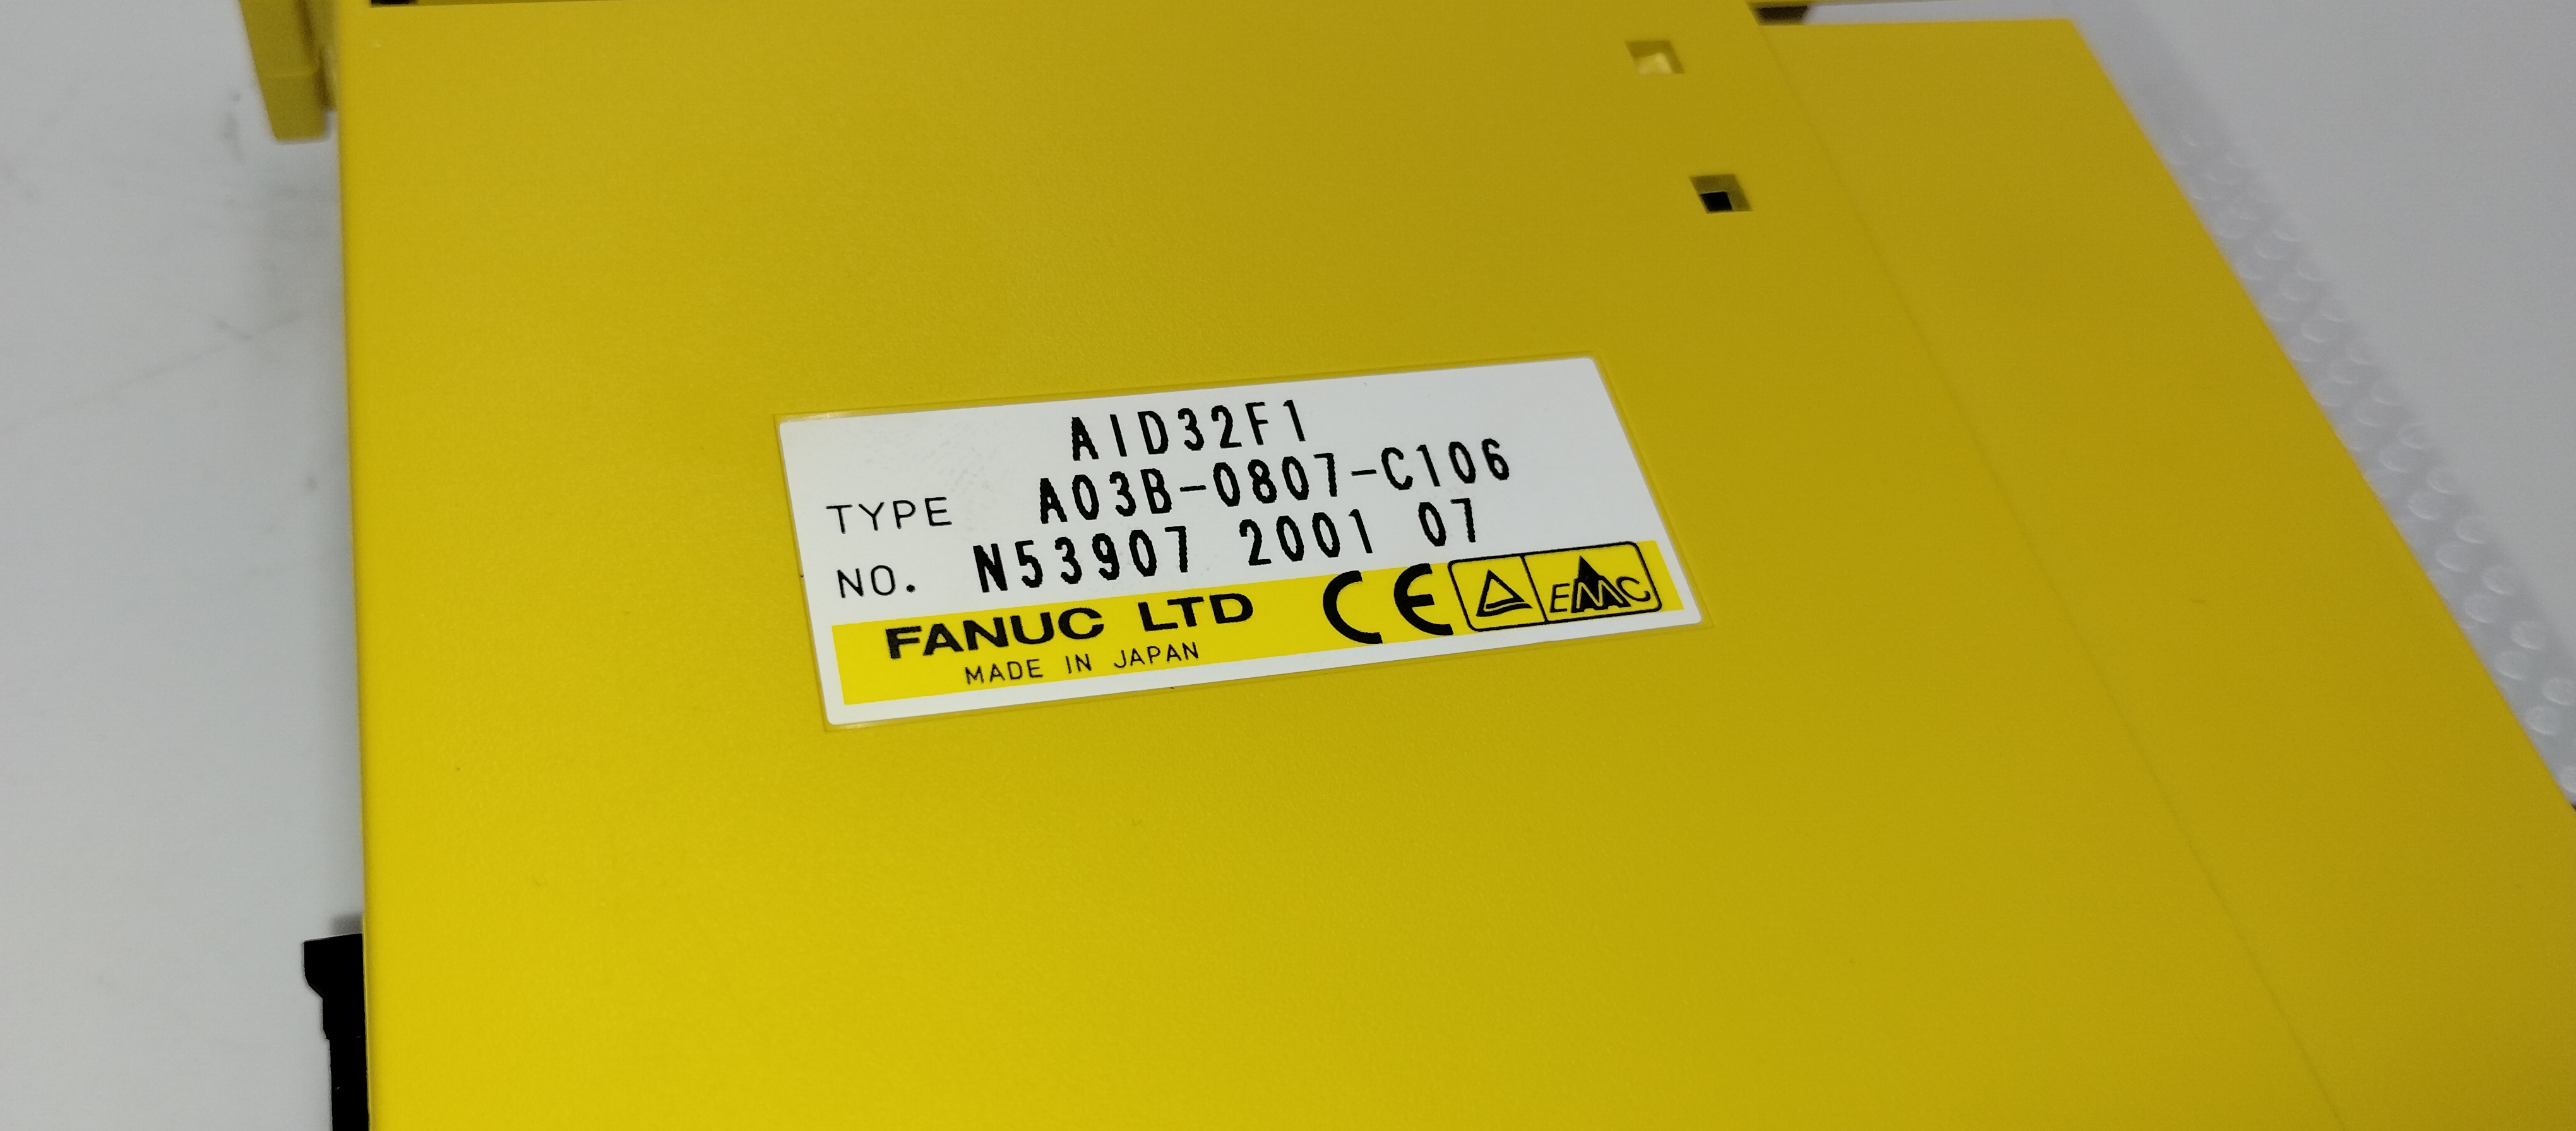 AID32F1
TYPE A03B-0807-C106
NO. N53907 2001 07
FANUC LTD CE EMC
MADE IN JAPAN